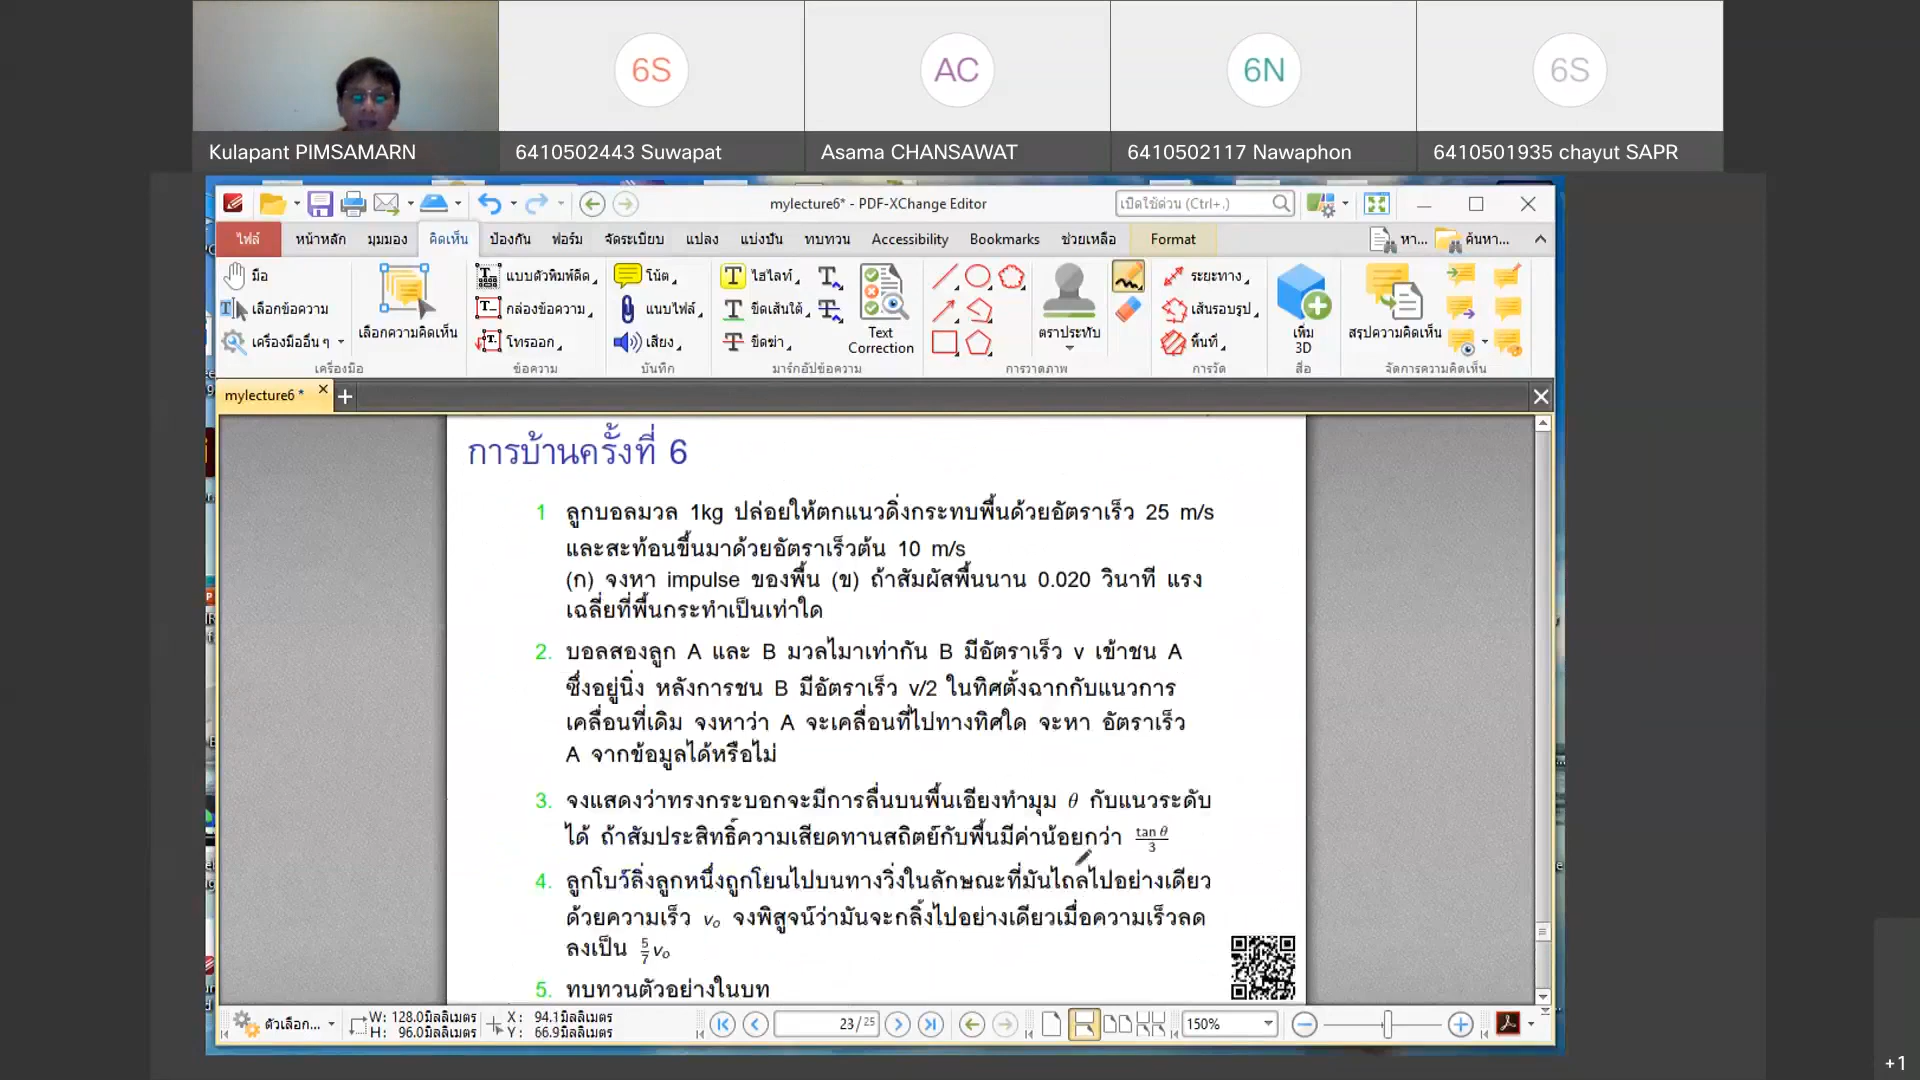 6S
AC
6N
6S
Kulapant PIMSAMARN
6410502443 Suwapat
Asama CHANSAWAT
6410502117 Nawaphon
6410501935 chayut SAPR
mylecture6* - PDF-XChange Editor
เปิดใช้ด่วน (Ctrl+.)
ไฟล์ หน้าหลัก มุมมอง คิดเห็น ป้องกัน ฟอร์ม จัดระเบียบ แปลง แบ่งปัน ทบทวน Accessibility Bookmarks ช่วยเหลือ Format หา... ค้นหา...
มือ
เลือกข้อความ
เครื่องมืออื่น ๆ
เลือกความคิดเห็น
เครื่องมือ
แบบตัวพิมพ์ดีด
กล่องข้อความ
โทรออก
ข้อความ
โน้ต
แนบไฟล์
เสียง
บันทึก
ไฮไลท์
ขีดเส้นใต้
ขีดฆ่า
Text
Correction
มาร์กอัปข้อความ
ตราประทับ
การวาดภาพ
ระยะทาง
เส้นรอบรูป
พื้นที่
การวัด
เพิ่ม
3D
สื่อ
สรุปความคิดเห็น
จัดการความคิดเห็น
mylecture6 *
การบ้านครั้งที่ 6
1 ลูกบอลมวล 1kg ปล่อยให้ตกแนวดิ่งกระทบพื้นด้วยอัตราเร็ว 25 m/s
และสะท้อนขึ้นมาด้วยอัตราเร็วต้น 10 m/s
(ก) จงหา impulse ของพื้น (ข) ถ้าสัมผัสพื้นนาน 0.020 วินาที แรง
เฉลี่ยที่พื้นกระทำเป็นเท่าใด
2. บอลสองลูก A และ B มวลไมาเท่ากัน B มีอัตราเร็ว v เข้าชน A
ซึ่งอยู่นิ่ง หลังการชน B มีอัตราเร็ว v/2 ในทิศตั้งฉากกับแนวการ
เคลื่อนที่เดิม จงหาว่า A จะเคลื่อนที่ไปทางทิศใด จะหา อัตราเร็ว
A จากข้อมูลได้หรือไม่
3. จงแสดงว่าทรงกระบอกจะมีการลื่นบนพื้นเอียงทำมุม θ กับแนวระดับ
ได้ ถ้าสัมประสิทธิ์ความเสียดทานสถิตย์กับพื้นมีค่าน้อยกว่า tan θ/3
4. ลูกโบว์ลิ่งลูกหนึ่งถูกโยนไปบนทางวิ่งในลักษณะที่มันไถลไปอย่างเดียว
ด้วยความเร็ว v₀ จงพิสูจน์ว่ามันจะกลิ้งไปอย่างเดียวเมื่อความเร็วลด
ลงเป็น 5/7 v₀
5. ทบทวนตัวอย่างในบท
ตัวเลือก...
W: 128.0มิลลิเมตร
H: 96.0มิลลิเมตร
X: 94.1มิลลิเมตร
Y: 66.9มิลลิเมตร
23/25
150%
+1